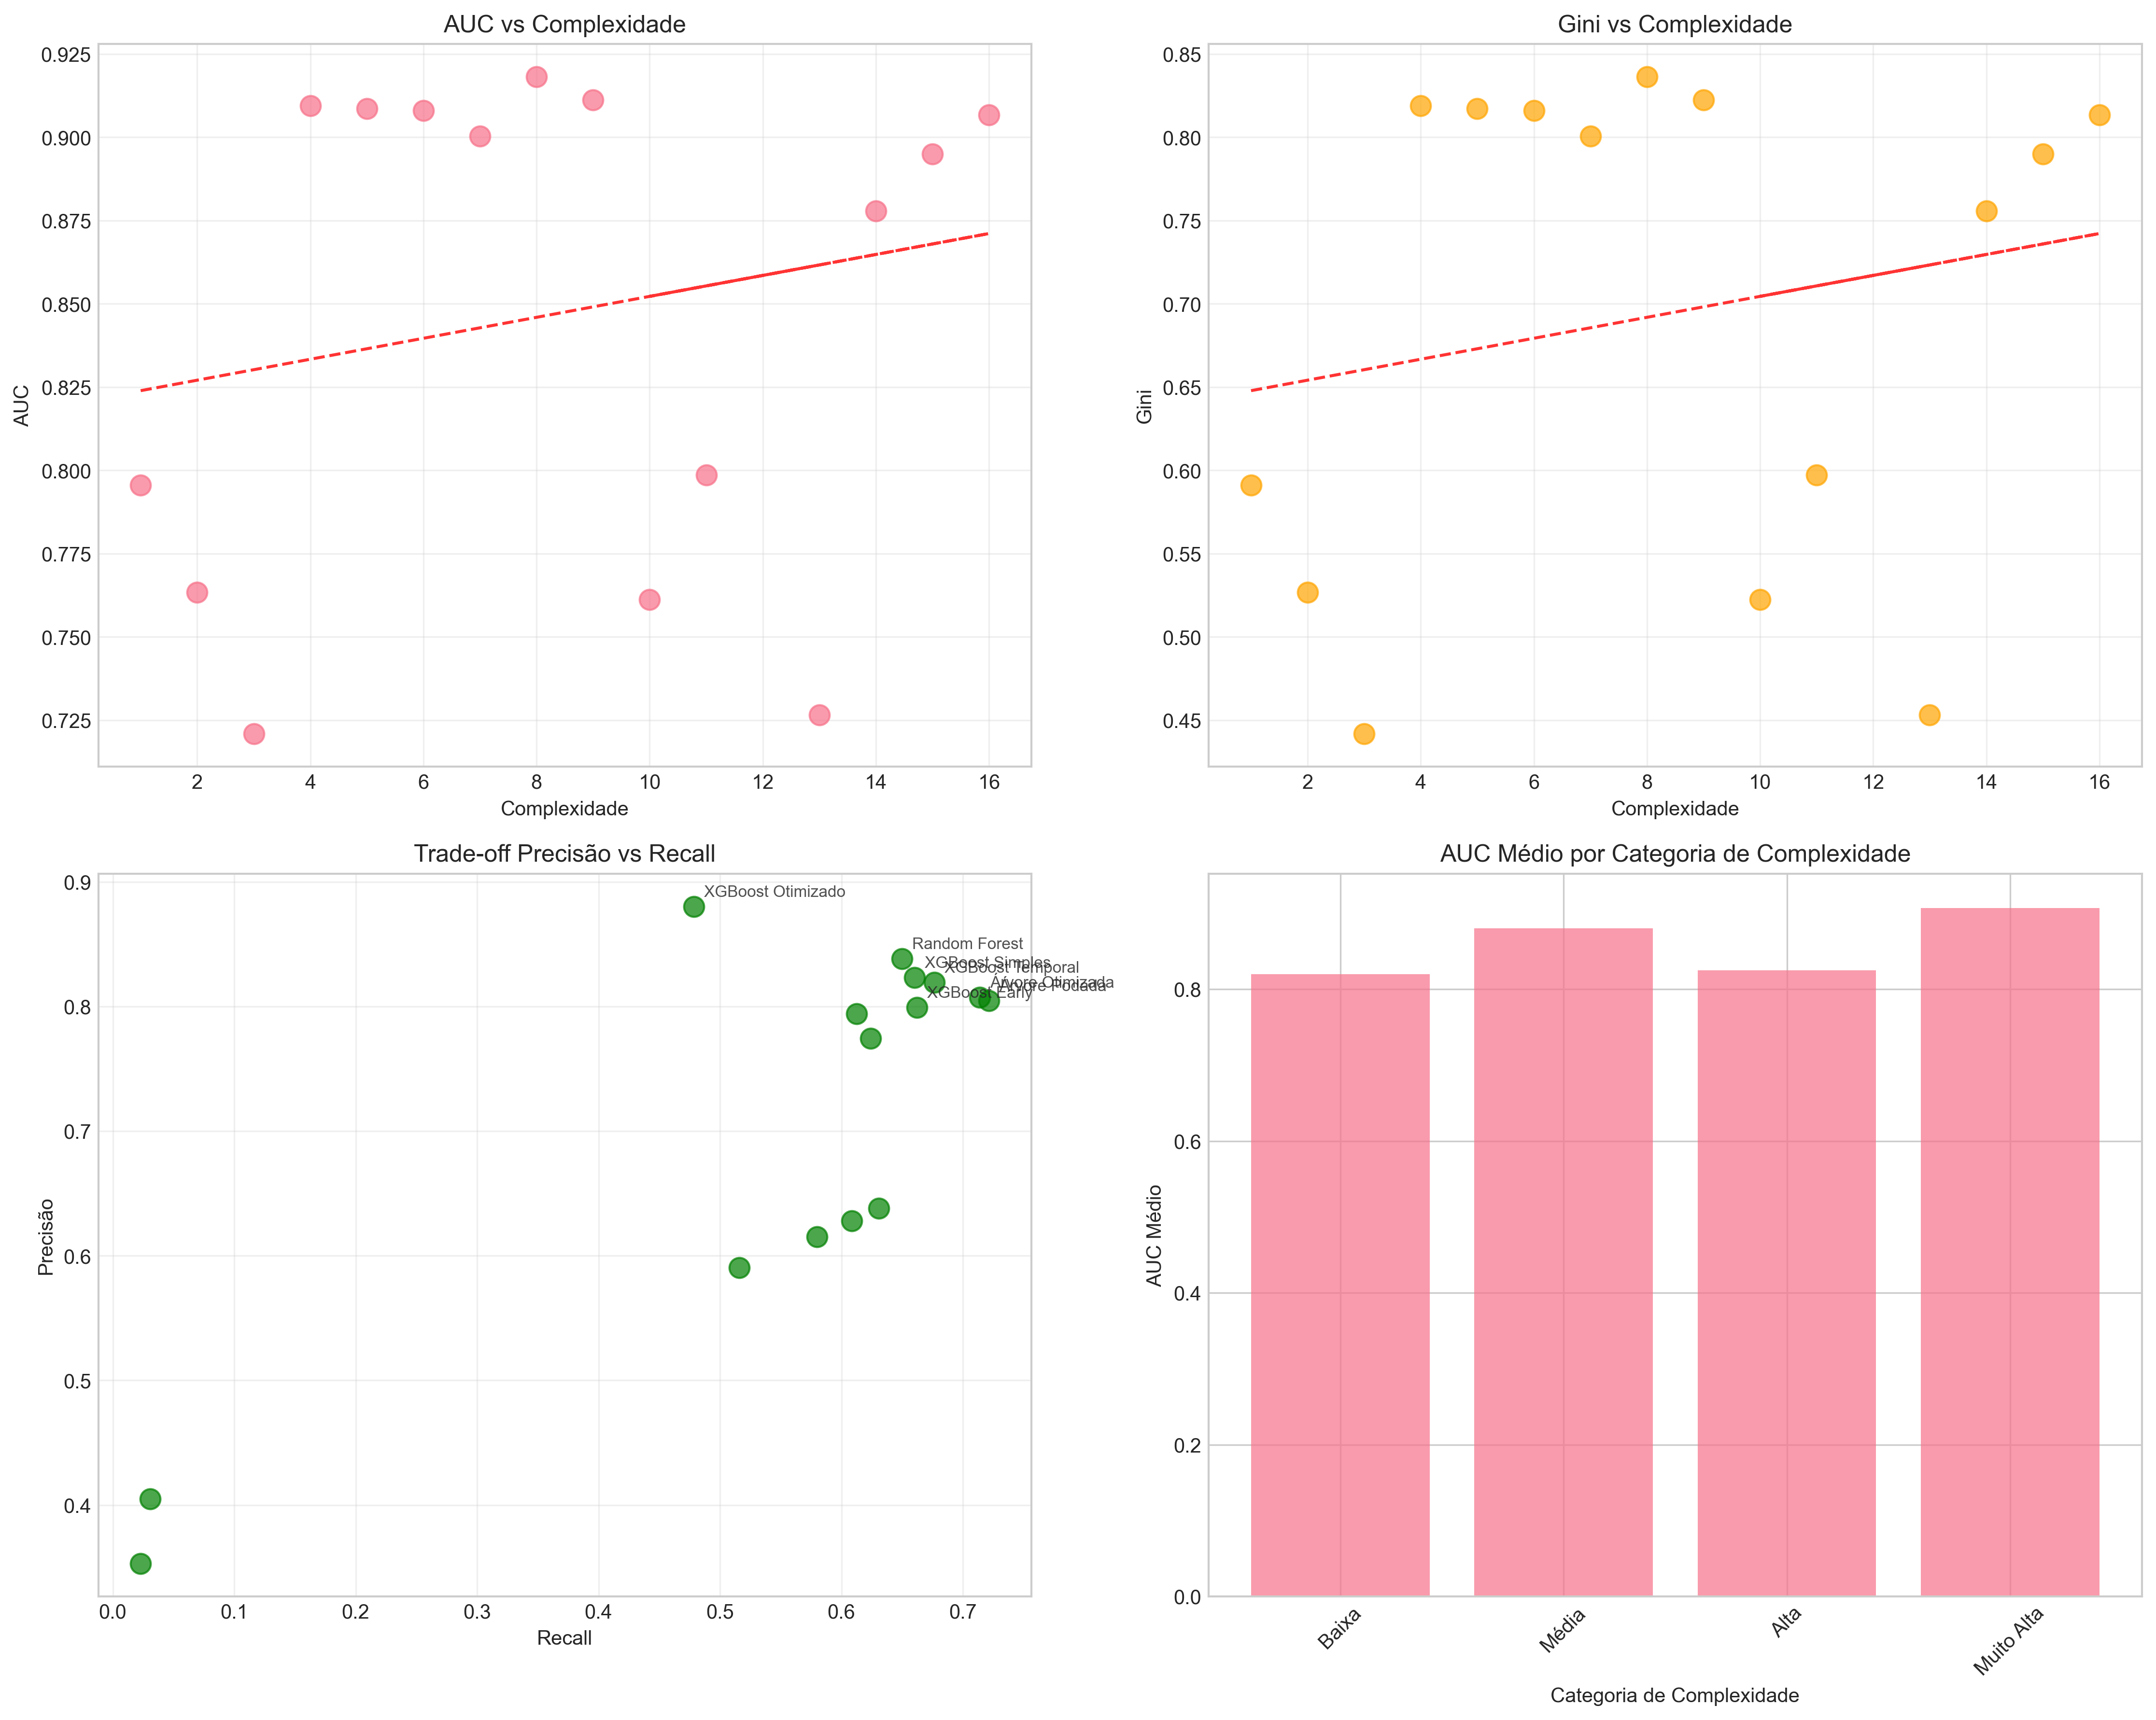 AUC vs Complexidade
0.925
0.900
0.875
0.850
0.825
0.800
0.775
0.750
0.725
AUC
2 4 6 8 10 12 14 16
Complexidade
Gini vs Complexidade
0.85
0.80
0.75
0.70
0.65
0.60
0.55
0.50
0.45
Gini
2 4 6 8 10 12 14 16
Complexidade
Trade-off Precisão vs Recall
0.9
0.8
0.7
0.6
0.5
0.4
Precisão
XGBoost Otimizado
Random Forest
XGBoost Simples
XGBoost Temporal
Árvore Otimizada
Árvore Podada
XGBoost Early
0.0 0.1 0.2 0.3 0.4 0.5 0.6 0.7
Recall
AUC Médio por Categoria de Complexidade
0.8
0.6
0.4
0.2
0.0
AUC Médio
Baixa
Média
Alta
Muito Alta
Categoria de Complexidade